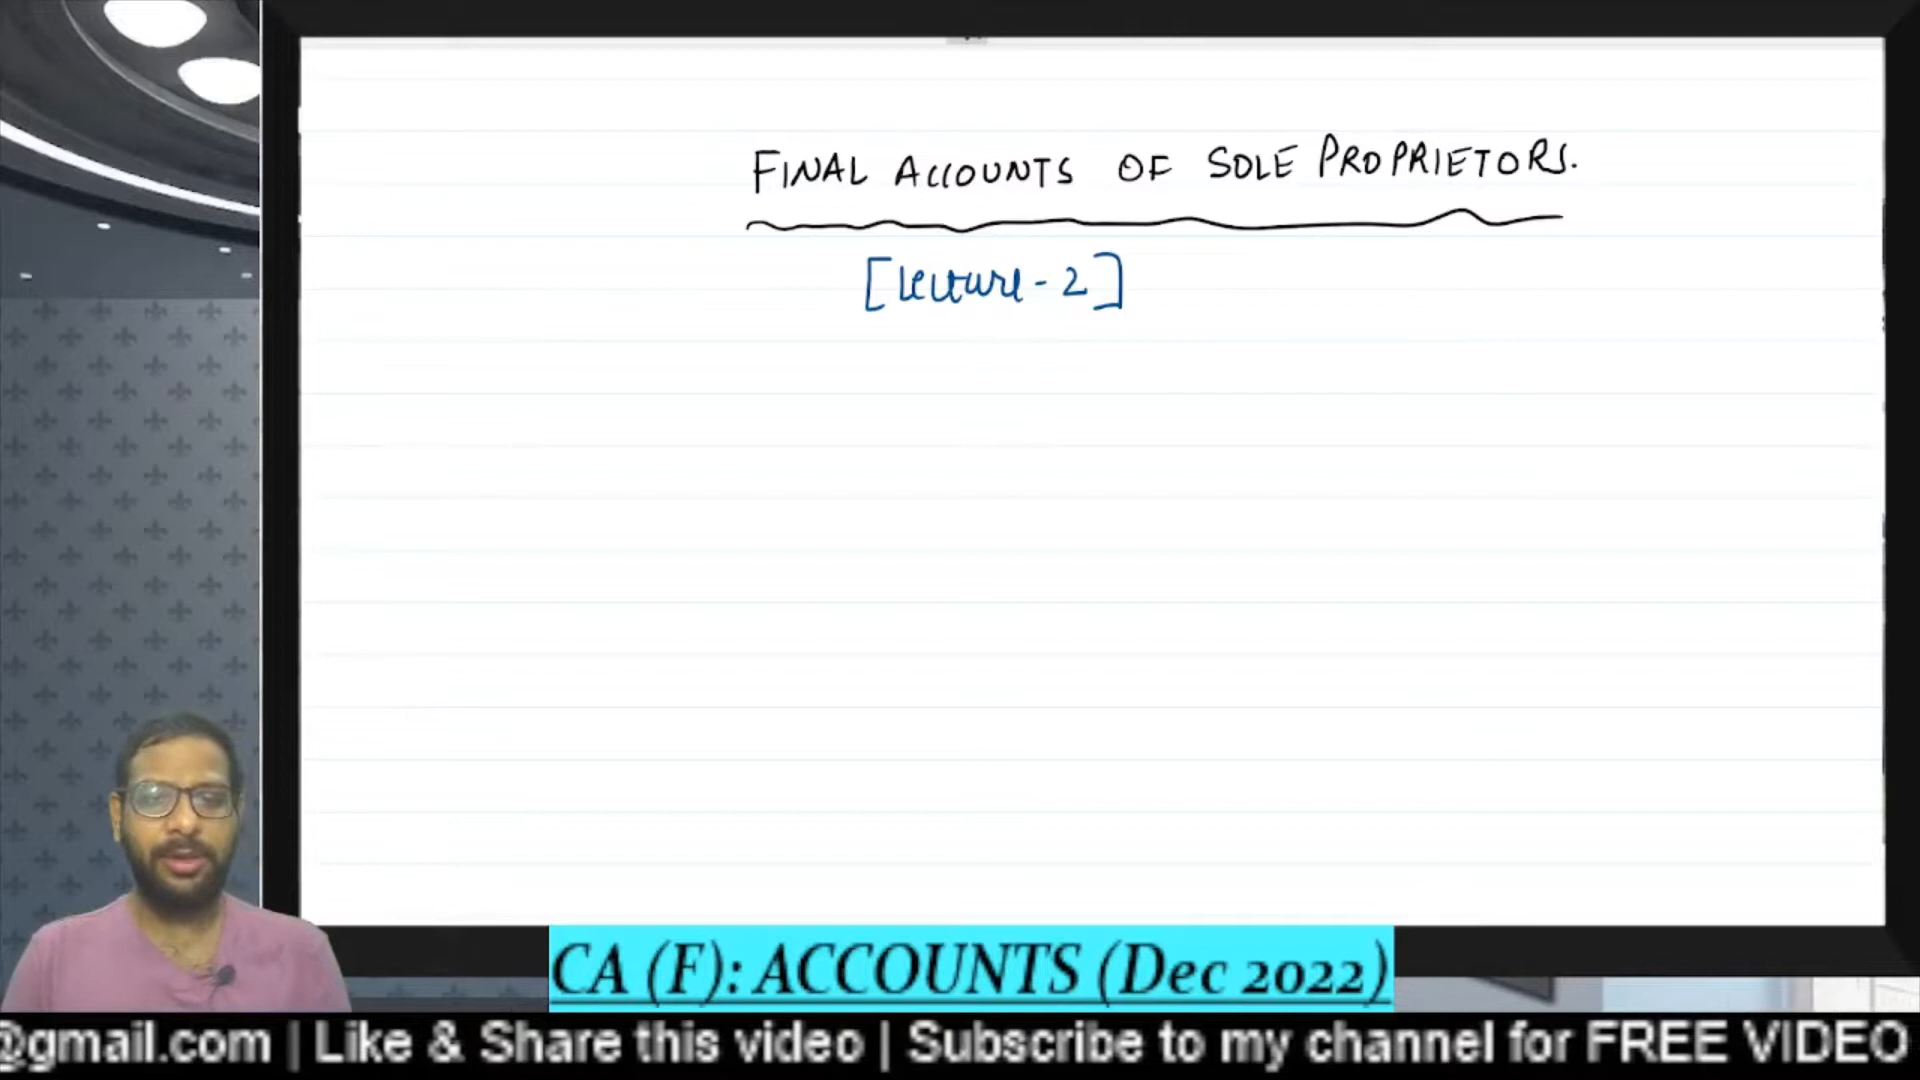 FINAL ACCOUNTS OF SOLE PROPRIETORS.
[Lecture - 2]
CA (F): ACCOUNTS (Dec 2022)
@gmail.com | Like & Share this video | Subscribe to my channel for FREE VIDEO